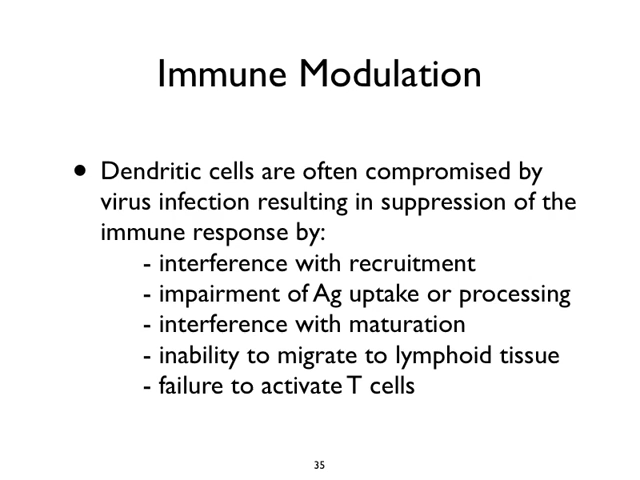 Immune Modulation
• Dendritic cells are often compromised by
virus infection resulting in suppression of the
immune response by:
- interference with recruitment
- impairment of Ag uptake or processing
- interference with maturation
- inability to migrate to lymphoid tissue
- failure to activate T cells
35